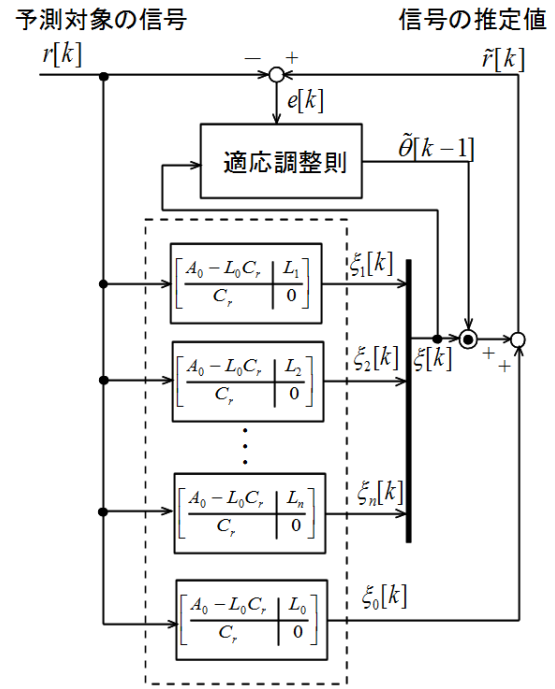 予測対象の信号
信号の推定値
r[k]
r̃[k]
− +
e[k]
適応調整則
θ̃[k−1]
[A₀ − L₀Cᵣ | L₁]
[Cᵣ | 0]
ξ₁[k]
[A₀ − L₀Cᵣ | L₂]
[Cᵣ | 0]
ξ₂[k]
ξ[k]
+ +
⋮
[A₀ − L₀Cᵣ | Lₙ]
[Cᵣ | 0]
ξₙ[k]
[A₀ − L₀Cᵣ | L₀]
[Cᵣ | 0]
ξ₀[k]